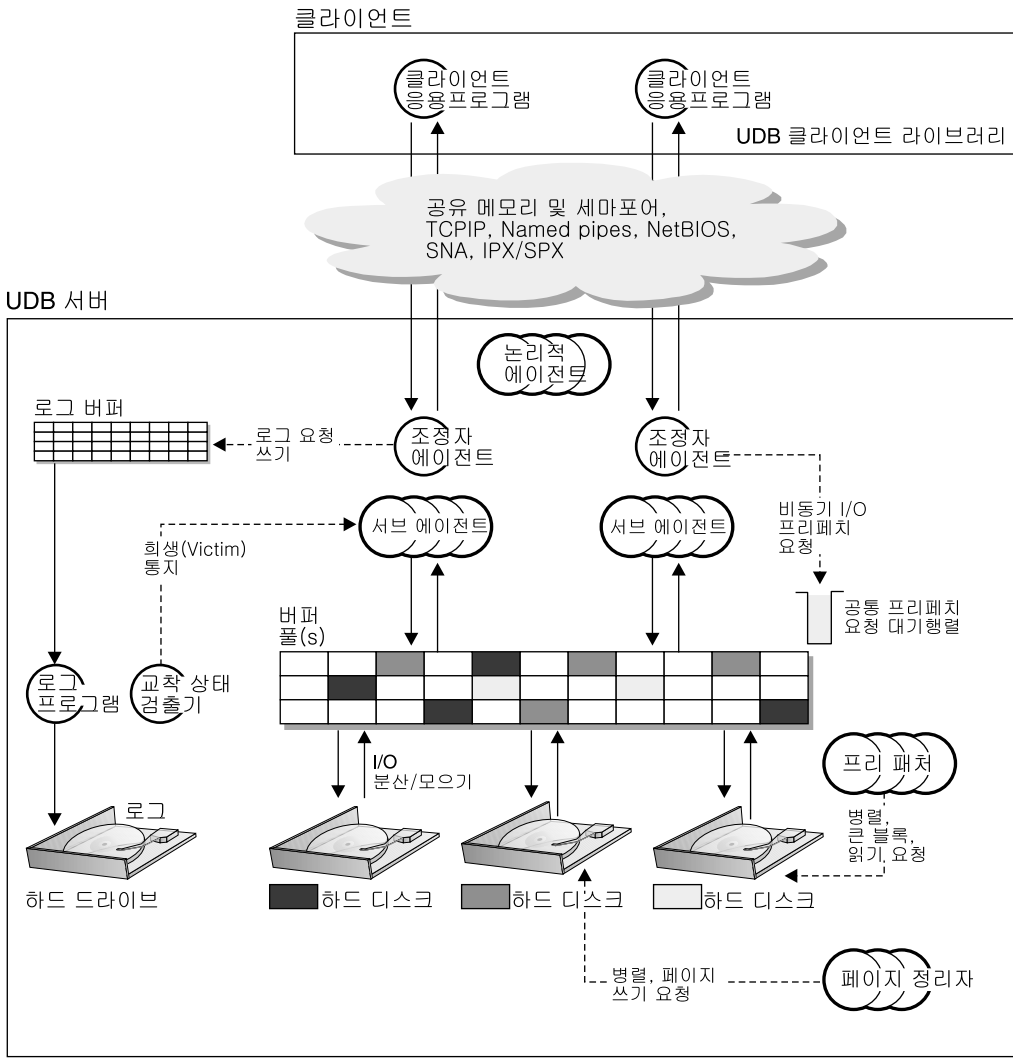 클라이언트
클라이언트
응용프로그램
클라이언트
응용프로그램
UDB 클라이언트 라이브러리
공유 메모리 및 세마포어,
TCPIP, Named pipes, NetBIOS,
SNA, IPX/SPX
UDB 서버
논리적
에이전트
로그 버퍼
로그 요청
쓰기
조정자
에이전트
조정자
에이전트
서브 에이전트
서브 에이전트
비동기 I/O
프리페치
요청
희생(Victim)
통지
공통 프리페치
요청 대기행렬
버퍼
풀(s)
로그
프로그램
교착 상태
검출기
I/O
분산/모으기
프리 패처
로그
병렬,
큰 블록,
읽기 요청
하드 드라이브
하드 디스크
하드 디스크
하드 디스크
병렬, 페이지
쓰기 요청
페이지 정리자